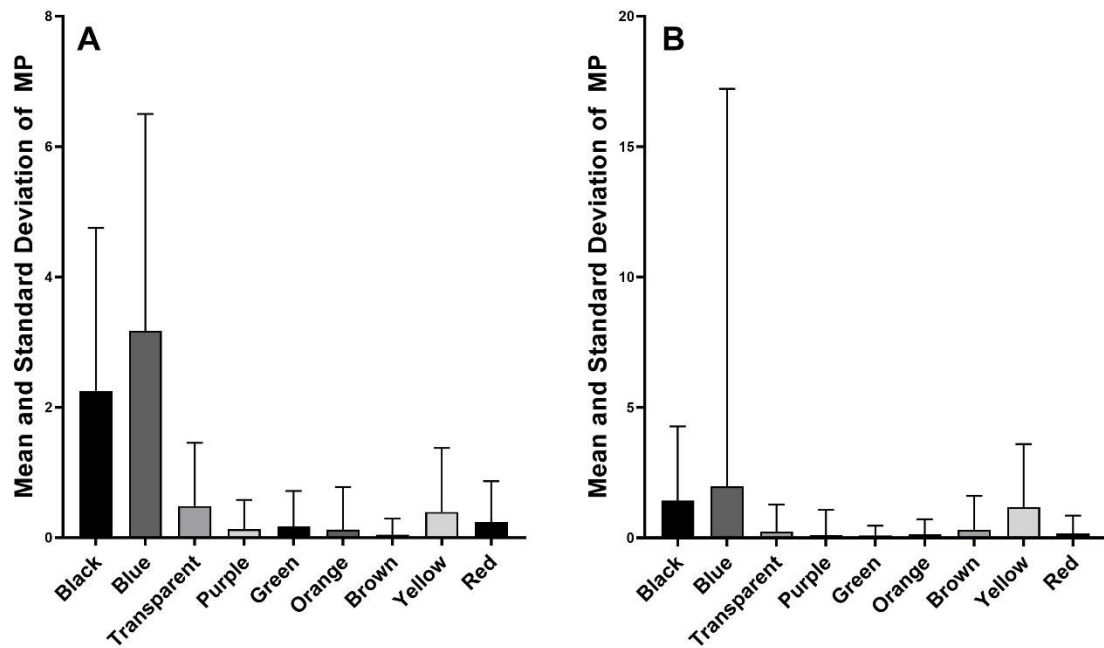 A
Mean and Standard Deviation of MP
8
6
4
2
0
Black
Blue
Transparent
Purple
Green
Orange
Brown
Yellow
Red
B
Mean and Standard Deviation of MP
20
15
10
5
0
Black
Blue
Transparent
Purple
Green
Orange
Brown
Yellow
Red